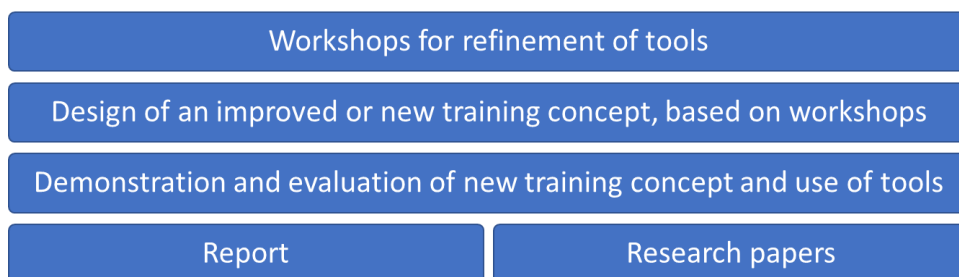 Workshops for refinement of tools
Design of an improved or new training concept, based on workshops
Demonstration and evaluation of new training concept and use of tools
Report
Research papers